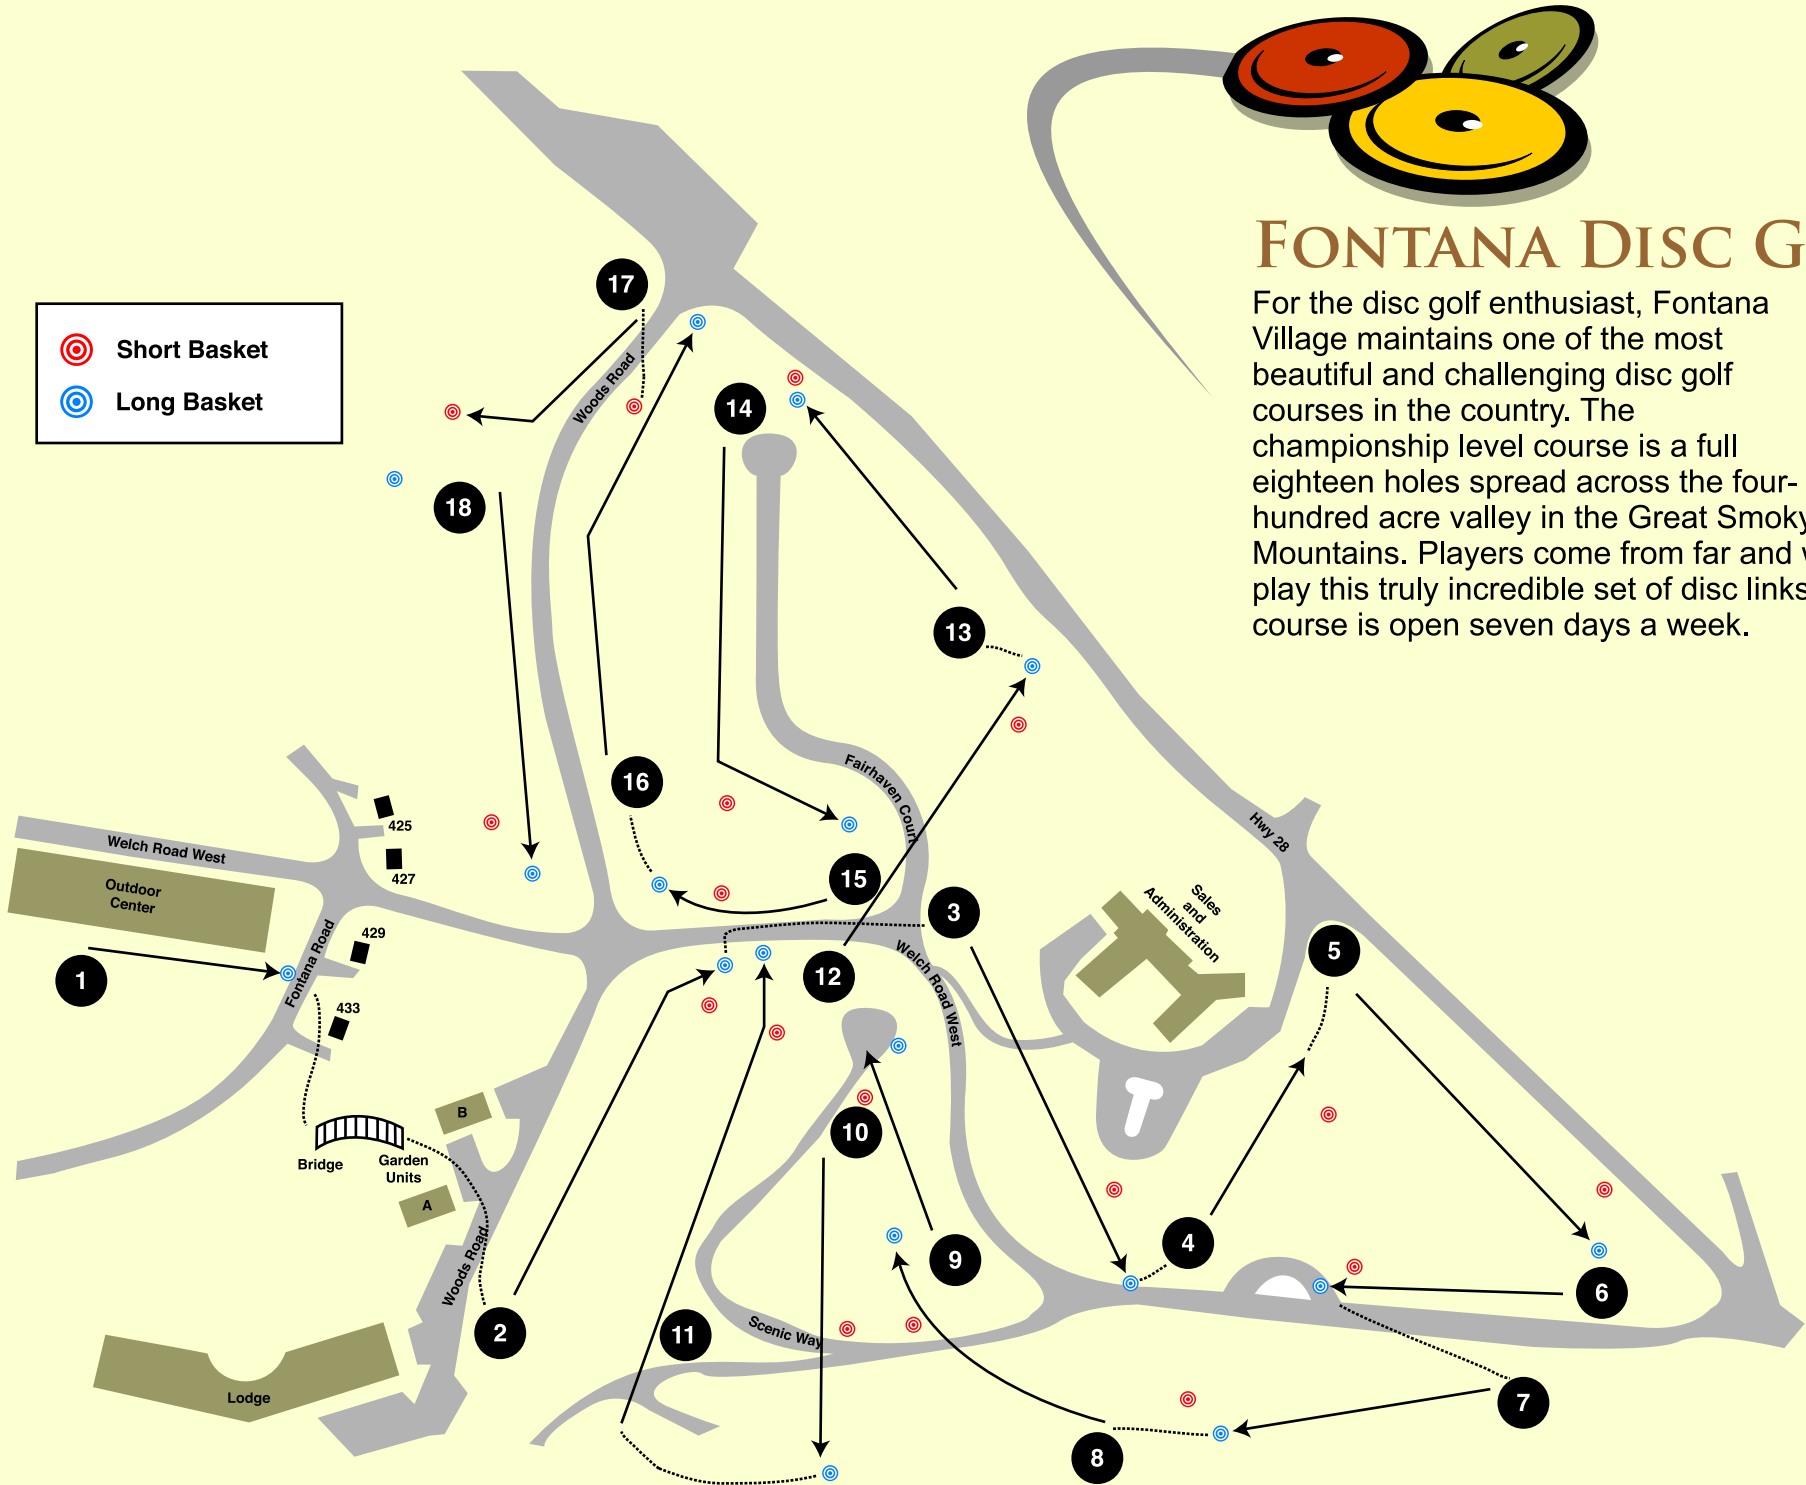 FONTANA DISC G
For the disc golf enthusiast, Fontana
Village maintains one of the most
beautiful and challenging disc golf
courses in the country. The
championship level course is a full
eighteen holes spread across the four-
hundred acre valley in the Great Smoky
Mountains. Players come from far and
play this truly incredible set of disc links
course is open seven days a week.
Short Basket
Long Basket
17
Woods Road
14
18
13
16
Fairhaven Court
Hwy 28
425
Welch Road West
427
Outdoor
Center
15
3
Sales
and
Administration
429
Fontana Road
5
1
12
Welch Road West
433
B
10
Bridge
Garden
Units
A
Woods Road
4
9
6
2
11
Scenic Way
Lodge
7
8